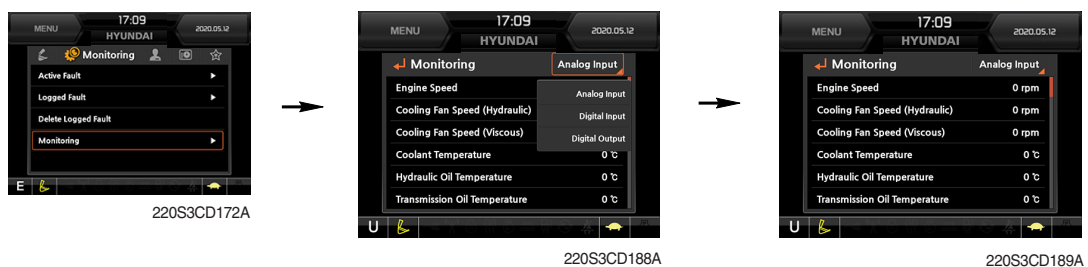 MENU 17:09 2020.05.12
HYUNDAI
Monitoring
Active Fault
Logged Fault
Delete Logged Fault
Monitoring
E
220S3CD172A
MENU 17:09 2020.05.12
HYUNDAI
Monitoring Analog Input
Engine Speed
Analog Input
Cooling Fan Speed (Hydraulic)
Digital Input
Cooling Fan Speed (Viscous)
Digital Output
Coolant Temperature 0 ℃
Hydraulic Oil Temperature 0 ℃
Transmission Oil Temperature 0 ℃
U
220S3CD188A
MENU 17:09 2020.05.12
HYUNDAI
Monitoring Analog Input
Engine Speed 0 rpm
Cooling Fan Speed (Hydraulic) 0 rpm
Cooling Fan Speed (Viscous) 0 rpm
Coolant Temperature 0 ℃
Hydraulic Oil Temperature 0 ℃
Transmission Oil Temperature 0 ℃
U
220S3CD189A